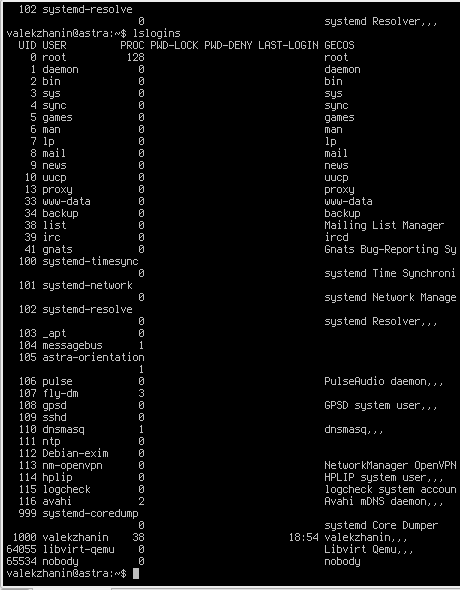 102 systemd-resolve
0 systemd Resolver,,,
valekzhanin@astra:~$ lslogins
UID USER PROC PWD-LOCK PWD-DENY LAST-LOGIN GECOS
0 root 128 root
1 daemon 0 daemon
2 bin 0 bin
3 sys 0 sys
4 sync 0 sync
5 games 0 games
6 man 0 man
7 lp 0 lp
8 mail 0 mail
9 news 0 news
10 uucp 0 uucp
13 proxy 0 proxy
33 www-data 0 www-data
34 backup 0 backup
38 list 0 Mailing List Manager
39 irc 0 ircd
41 gnats 0 Gnats Bug-Reporting Sy
100 systemd-timesync
0 systemd Time Synchroni
101 systemd-network
0 systemd Network Manage
102 systemd-resolve
0 systemd Resolver,,,
103 _apt 0
104 messagebus 1
105 astra-orientation
1
106 pulse 0 PulseAudio daemon,,,
107 fly-dm 3
108 gpsd 0 GPSD system user,,,
109 sshd 0
110 dnsmasq 1 dnsmasq,,,
111 ntp 0
112 Debian-exim 0
113 nm-openvpn 0 NetworkManager OpenVPN
114 hplip 0 HPLIP system user,,,
115 logcheck 0 logcheck system accoun
116 avahi 2 Avahi mDNS daemon,,,
999 systemd-coredump
0 systemd Core Dumper
1000 valekzhanin 38 18:54 valekzhanin,,,
64055 libvirt-qemu 0 Libvirt Qemu,,,
65534 nobody 0 nobody
valekzhanin@astra:~$